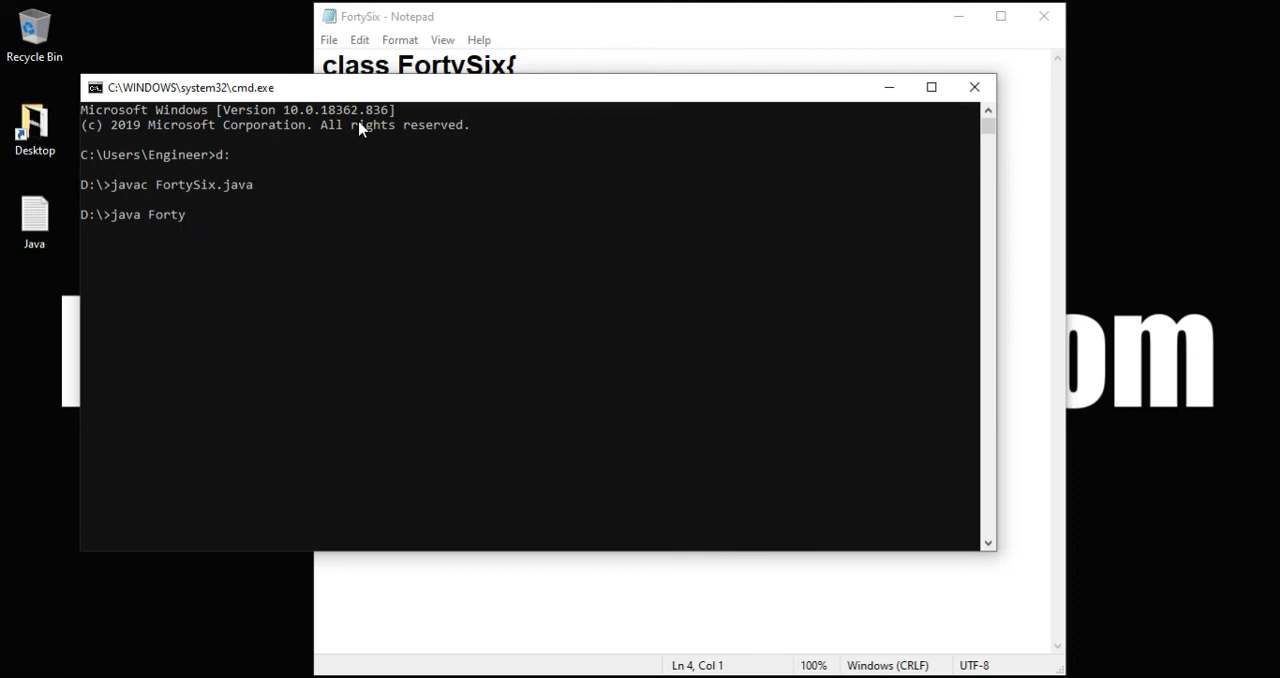 Recycle Bin
Desktop
Java
FortySix - Notepad
File Edit Format View Help
class FortySix{
C:\WINDOWS\system32\cmd.exe
Microsoft Windows [Version 10.0.18362.836]
(c) 2019 Microsoft Corporation. All rights reserved.
C:\Users\Engineer>d:
D:\>javac FortySix.java
D:\>java Forty
om
Ln 4, Col 1 100% Windows (CRLF) UTF-8